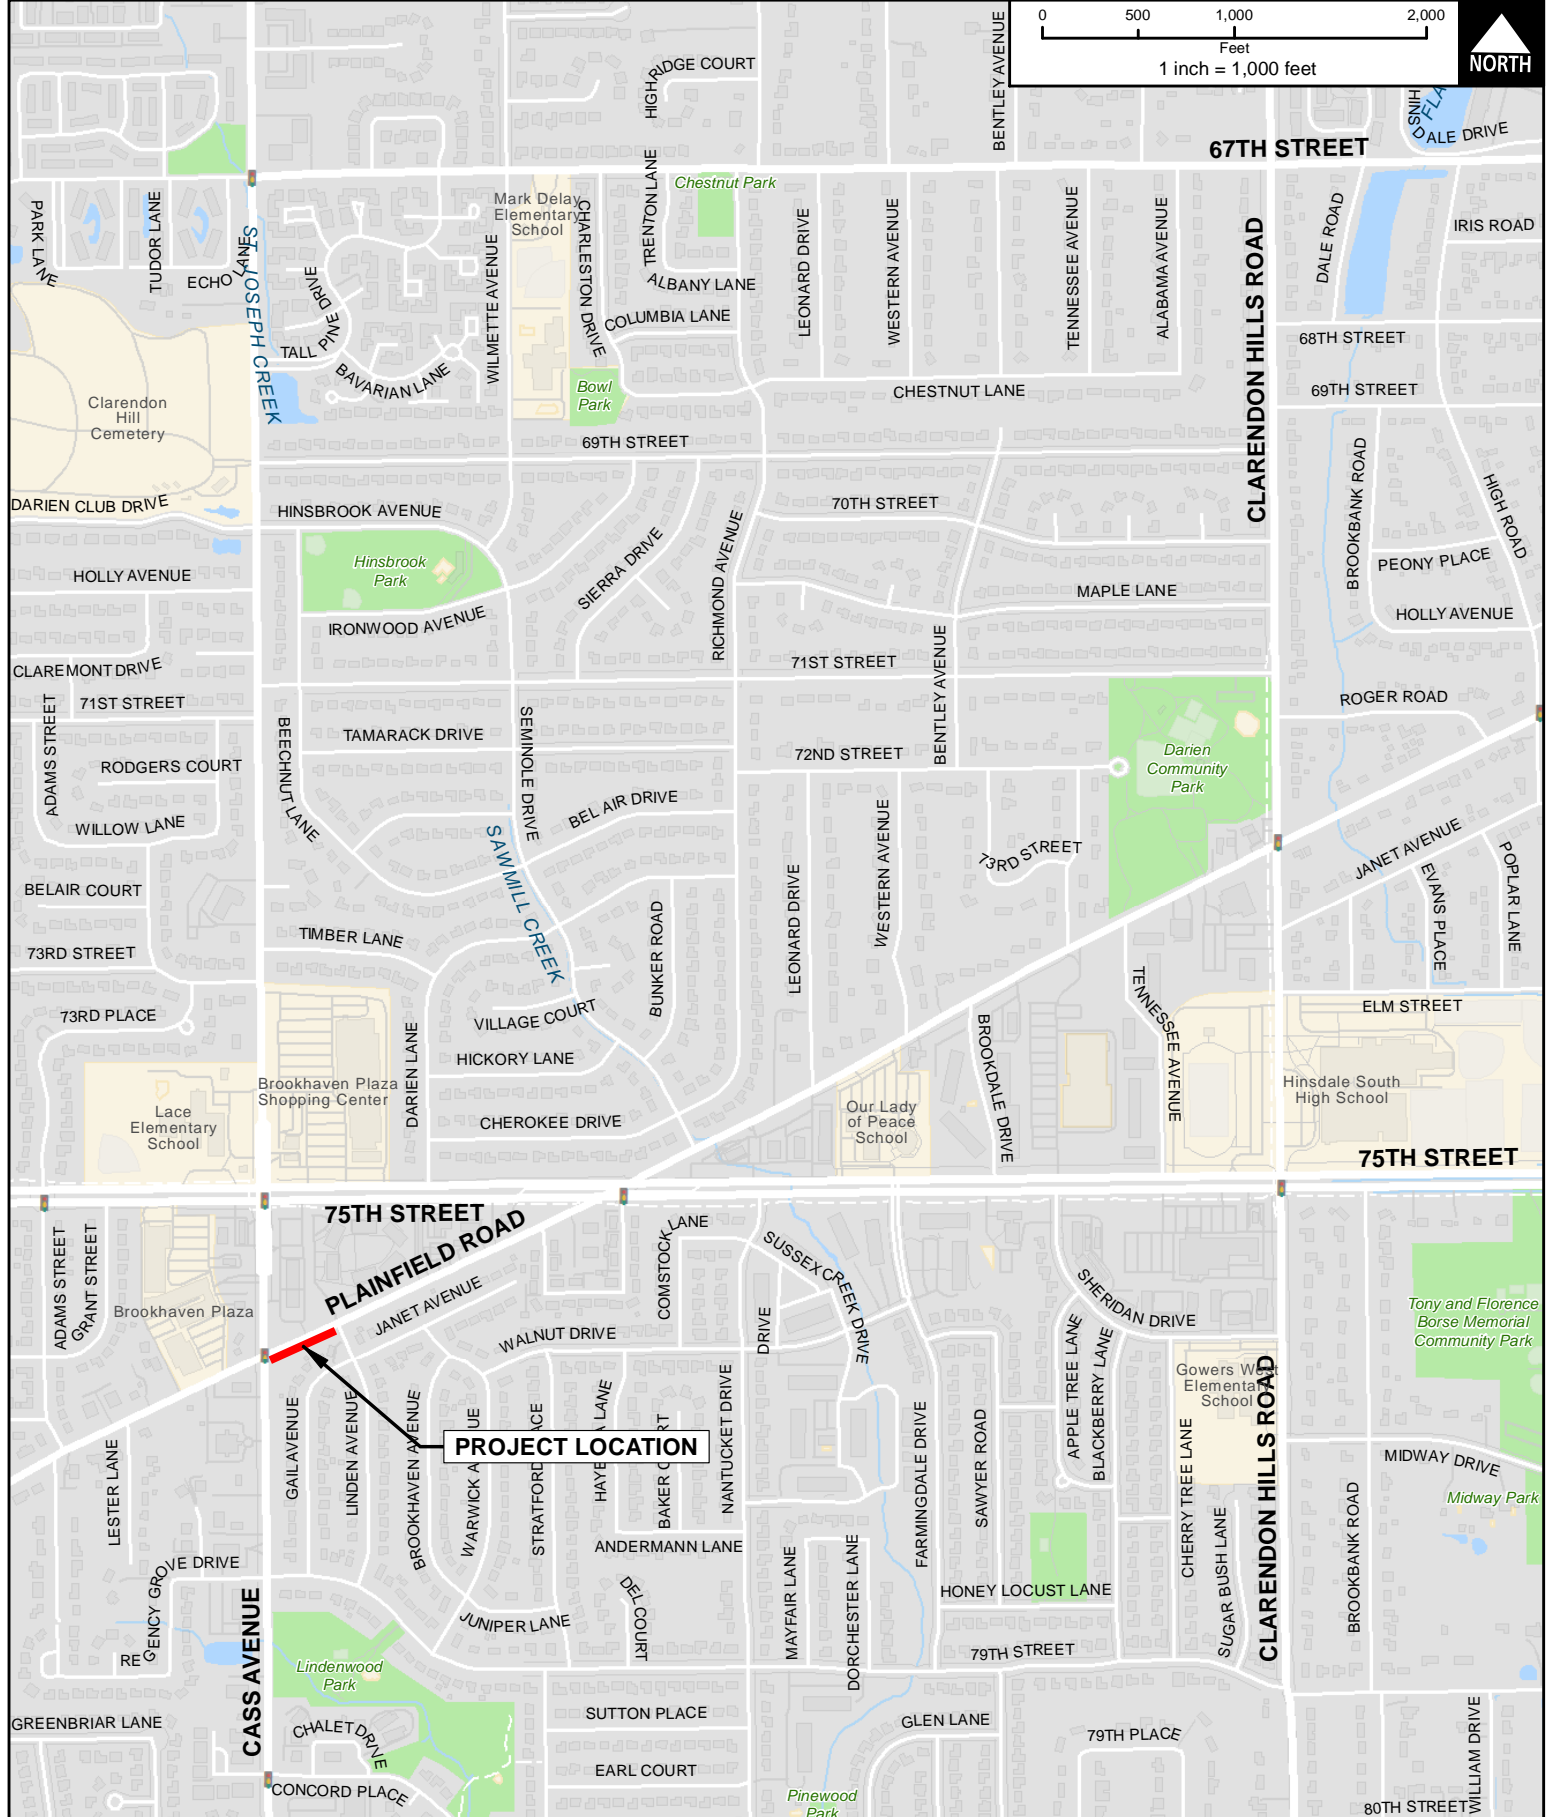 0 500 1,000 2,000
Feet
1 inch = 1,000 feet
NORTH
HIGH RIDGE COURT
BENTLEY AVENUE
HINS
FLA
DALE DRIVE
67TH STREET
PARK LANE
TUDOR LANE
ECHO LANE
ST. JOSEPH CREEK
TALL PINE DRIVE
BAVARIAN LANE
WILMETTE AVENUE
Mark Delay
Elementary
School
CHARLESTON DRIVE
TRENTON LANE
Chestnut Park
ALBANY LANE
COLUMBIA LANE
LEONARD DRIVE
WESTERN AVENUE
TENNESSEE AVENUE
ALABAMA AVENUE
CLARENDON HILLS ROAD
DALE ROAD
IRIS ROAD
68TH STREET
69TH STREET
Clarendon
Hill
Cemetery
Bowl
Park
CHESTNUT LANE
69TH STREET
DARIEN CLUB DRIVE
HINSBROOK AVENUE
70TH STREET
BROOKBANK ROAD
HIGH ROAD
Hinsbrook
Park
SIERRA DRIVE
RICHMOND AVENUE
PEONY PLACE
HOLLY AVENUE
MAPLE LANE
HOLLY AVENUE
IRONWOOD AVENUE
CLAREMONT DRIVE
71ST STREET
71ST STREET
BENTLEY AVENUE
ROGER ROAD
ADAMS STREET
BEECHNUT LANE
TAMARACK DRIVE
SEMINOLE DRIVE
72ND STREET
Darien
Community
Park
RODGERS COURT
BEL AIR DRIVE
WILLOW LANE
SAWMILL CREEK
WESTERN AVENUE
73RD STREET
JANET AVENUE
POPLAR LANE
EVANS PLACE
BELAIR COURT
LEONARD DRIVE
TIMBER LANE
BUNKER ROAD
73RD STREET
73RD PLACE
VILLAGE COURT
TENNESSEE AVENUE
ELM STREET
DARIEN LANE
HICKORY LANE
BROOKDALE DRIVE
Brookhaven Plaza
Shopping Center
Hinsdale South
High School
Lace
Elementary
School
CHEROKEE DRIVE
Our Lady
of Peace
School
75TH STREET
75TH STREET
PLAINFIELD ROAD
ADAMS STREET
GRANT STREET
COMSTOCK LANE
SUSSEX CREEK DRIVE
SHERIDAN DRIVE
Brookhaven Plaza
JANET AVENUE
WALNUT DRIVE
DRIVE
Tony and Florence
Borse Memorial
Community Park
APPLE TREE LANE
BLACKBERRY LANE
Gowers West
Elementary
School
CLARENDON HILLS ROAD
PROJECT LOCATION
LESTER LANE
GAIL AVENUE
LINDEN AVENUE
BROOKHAVEN AVENUE
WARWICK A UE
STRATFORD ACE
HAYE A LANE
BAKER C RT
NANTUCKET DRIVE
FARMINGDALE DRIVE
SAWYER ROAD
CHERRY TREE LANE
MIDWAY DRIVE
Midway Park
ANDERMANN LANE
MAYFAIR LANE
DORCHESTER LANE
SUGAR BUSH LANE
BROOKBANK ROAD
REGENCY GROVE DRIVE
CASS AVENUE
DEL COURT
HONEY LOCUST LANE
JUNIPER LANE
79TH STREET
Lindenwood
Park
GREENBRIAR LANE
CHALET DRIVE
SUTTON PLACE
GLEN LANE
79TH PLACE
WILLIAM DRIVE
EARL COURT
CONCORD PLACE
Pinewood
Park
80TH STREET